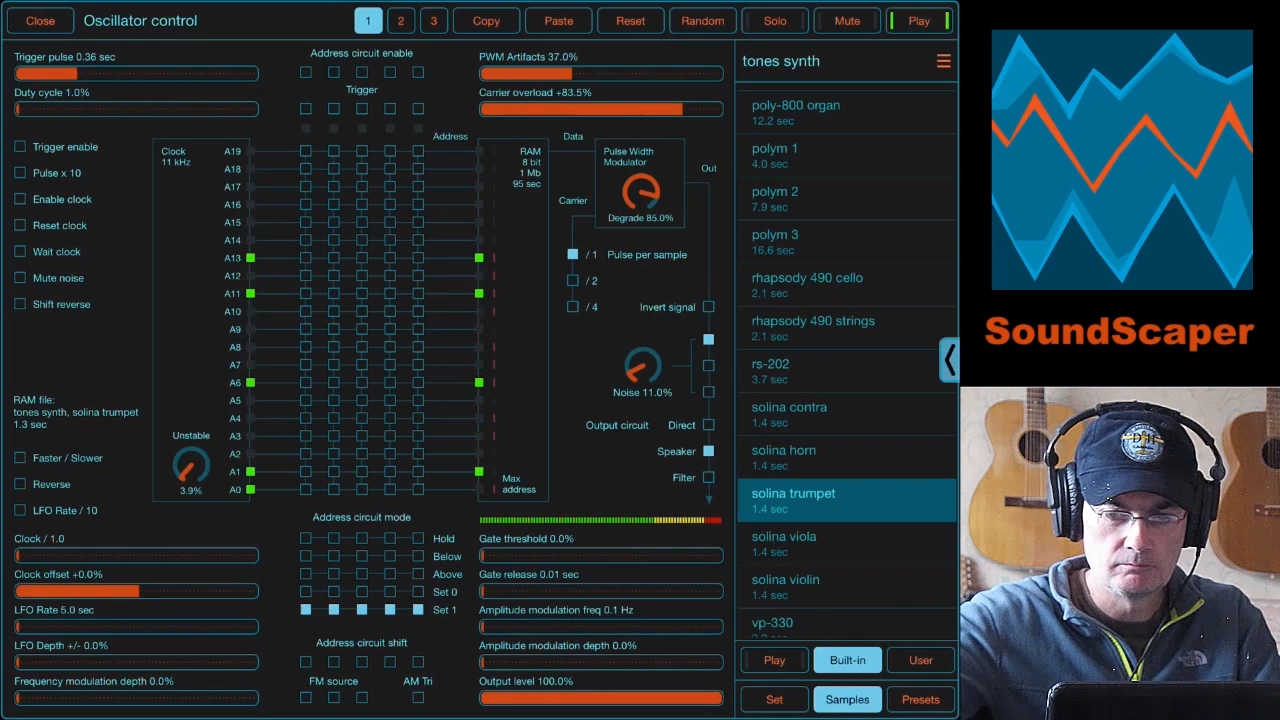 Close
Oscillator control
1
2
3
Copy
Paste
Reset
Random
Solo
Mute
Play
Trigger pulse 0.36 sec
Duty cycle 1.0%
Trigger enable
Pulse x 10
Enable clock
Reset clock
Wait clock
Mute noise
Shift reverse
RAM file:
tones synth, solina trumpet
1.3 sec
Faster / Slower
Reverse
LFO Rate / 10
Clock / 1.0
Clock offset +0.0%
LFO Rate 5.0 sec
LFO Depth +/- 0.0%
Frequency modulation depth 0.0%
Clock
11 kHz
A19
A18
A17
A16
A15
A14
A13
A12
A11
A10
A9
A8
A7
A6
A5
A4
A3
A2
A1
A0
Unstable
3.9%
Address circuit enable
Trigger
Address circuit mode
Hold
Below
Above
Set 0
Set 1
Address circuit shift
FM source
AM Tri
PWM Artifacts 37.0%
Carrier overload +83.5%
Address
Data
RAM
8 bit
1 Mb
95 sec
Max
address
Pulse Width
Modulator
Degrade 85.0%
Out
Carrier
/ 1 Pulse per sample
/ 2
/ 4
Invert signal
Noise 11.0%
Output circuit
Direct
Speaker
Filter
Gate threshold 0.0%
Gate release 0.01 sec
Amplitude modulation freq 0.1 Hz
Amplitude modulation depth 0.0%
Output level 100.0%
tones synth
poly-800 organ
12.2 sec
polym 1
4.0 sec
polym 2
7.9 sec
polym 3
16.6 sec
rhapsody 490 cello
2.1 sec
rhapsody 490 strings
2.1 sec
rs-202
3.7 sec
solina contra
1.4 sec
solina horn
1.4 sec
solina trumpet
1.4 sec
solina viola
1.4 sec
solina violin
1.4 sec
vp-330
Play
Built-in
User
Set
Samples
Presets
SoundScaper